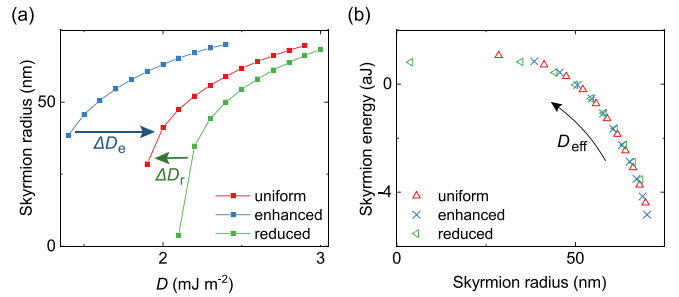 (a)
Skyrmion radius (nm)
50
0
ΔDe
ΔDr
uniform
enhanced
reduced
2
3
D (mJ m-2)
(b)
Skyrmion energy (aJ)
0
-4
Deff
uniform
enhanced
reduced
0
50
Skyrmion radius (nm)